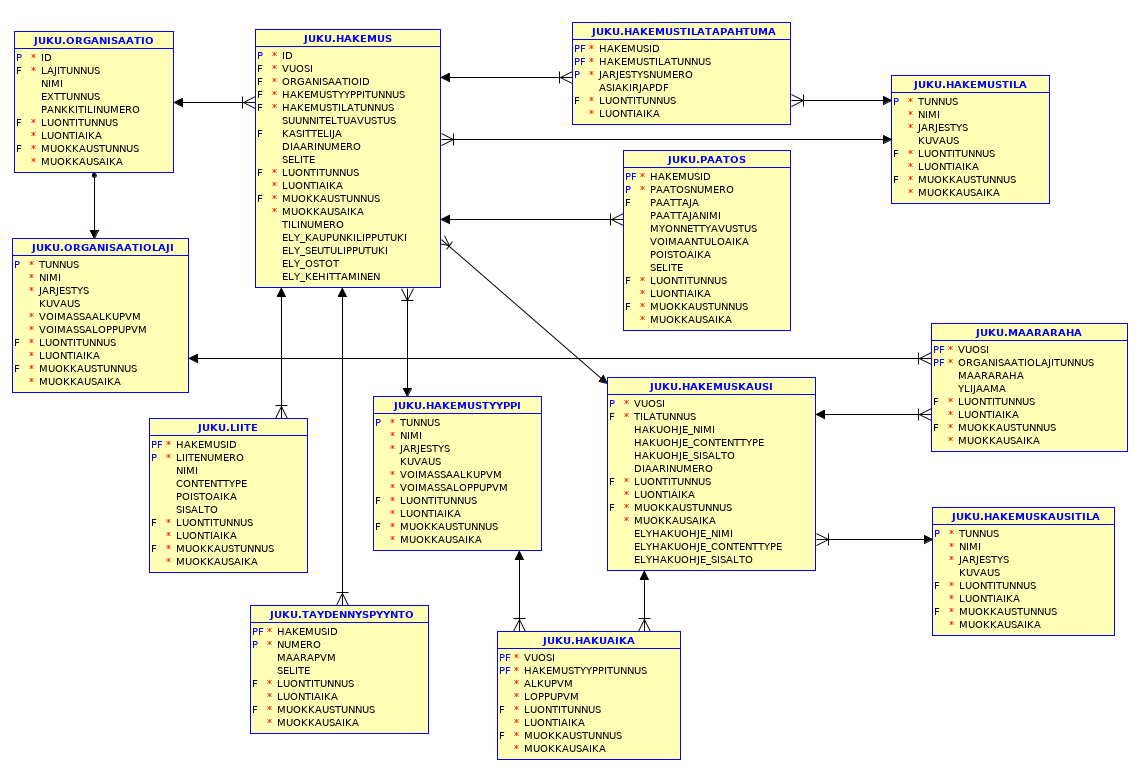 JUKU.ORGANISAATIO
P * ID
F * LAJITUNNUS
NIMI
EXTTUNNUS
PANKKITILINUMERO
F * LUONTITUNNUS
* LUONTIAIKA
F * MUOKKAUSTUNNUS
* MUOKKAUSAIKA
JUKU.HAKEMUS
P * ID
F * VUOSI
F * ORGANISAATIOID
F * HAKEMUSTYYPPITUNNUS
F * HAKEMUSTILATUNNUS
SUUNNITELTUAVUSTUS
F KASITTELIJA
DIAARINUMERO
SELITE
F * LUONTITUNNUS
* LUONTIAIKA
F * MUOKKAUSTUNNUS
* MUOKKAUSAIKA
TILINUMERO
ELY_KAUPUNKILIPPUTUKI
ELY_SEUTULIPPUTUKI
ELY_OSTOT
ELY_KEHITTAMINEN
JUKU.HAKEMUSTILATAPAHTUMA
PF * HAKEMUSID
PF * HAKEMUSTILATUNNUS
P * JARJESTYSNUMERO
ASIAKIRJAPDF
F * LUONTITUNNUS
* LUONTIAIKA
JUKU.HAKEMUSTILA
P * TUNNUS
* NIMI
* JARJESTYS
KUVAUS
F * LUONTITUNNUS
* LUONTIAIKA
F * MUOKKAUSTUNNUS
* MUOKKAUSAIKA
JUKU.PAATOS
PF * HAKEMUSID
P * PAATOSNUMERO
F PAATTAJA
PAATTAJANIMI
MYONNETTYAVUSTUS
VOIMAANTULOAIKA
POISTOAIKA
SELITE
F * LUONTITUNNUS
* LUONTIAIKA
F * MUOKKAUSTUNNUS
* MUOKKAUSAIKA
JUKU.ORGANISAATIOLAJI
P * TUNNUS
* NIMI
* JARJESTYS
KUVAUS
* VOIMASSAALKUPVM
* VOIMASSALOPPUPVM
F * LUONTITUNNUS
* LUONTIAIKA
F * MUOKKAUSTUNNUS
* MUOKKAUSAIKA
JUKU.MAARARAHA
PF * VUOSI
PF * ORGANISAATIOLAJITUNNUS
MAARARAHA
YLIJAAMA
F * LUONTITUNNUS
* LUONTIAIKA
F * MUOKKAUSTUNNUS
* MUOKKAUSAIKA
JUKU.LIITE
PF * HAKEMUSID
P * LIITENUMERO
NIMI
CONTENTTYPE
POISTOAIKA
SISALTO
F * LUONTITUNNUS
* LUONTIAIKA
F * MUOKKAUSTUNNUS
* MUOKKAUSAIKA
JUKU.HAKEMUSTYYPPI
P * TUNNUS
* NIMI
* JARJESTYS
KUVAUS
* VOIMASSAALKUPVM
* VOIMASSALOPPUPVM
F * LUONTITUNNUS
* LUONTIAIKA
F * MUOKKAUSTUNNUS
* MUOKKAUSAIKA
JUKU.HAKEMUSKAUSI
P * VUOSI
F * TILATUNNUS
HAKUOHJE_NIMI
HAKUOHJE_CONTENTTYPE
HAKUOHJE_SISALTO
DIAARINUMERO
F * LUONTITUNNUS
* LUONTIAIKA
F * MUOKKAUSTUNNUS
* MUOKKAUSAIKA
ELYHAKUOHJE_NIMI
ELYHAKUOHJE_CONTENTTYPE
ELYHAKUOHJE_SISALTO
JUKU.HAKEMUSKAUSITILA
P * TUNNUS
* NIMI
* JARJESTYS
KUVAUS
F * LUONTITUNNUS
* LUONTIAIKA
F * MUOKKAUSTUNNUS
* MUOKKAUSAIKA
JUKU.TAYDENNYSPYYNTO
PF * HAKEMUSID
P * NUMERO
MAARAPVM
SELITE
F * LUONTITUNNUS
* LUONTIAIKA
F * MUOKKAUSTUNNUS
* MUOKKAUSAIKA
JUKU.HAKUAIKA
PF * VUOSI
PF * HAKEMUSTYYPPITUNNUS
* ALKUPVM
* LOPPUPVM
F * LUONTITUNNUS
* LUONTIAIKA
F * MUOKKAUSTUNNUS
* MUOKKAUSAIKA